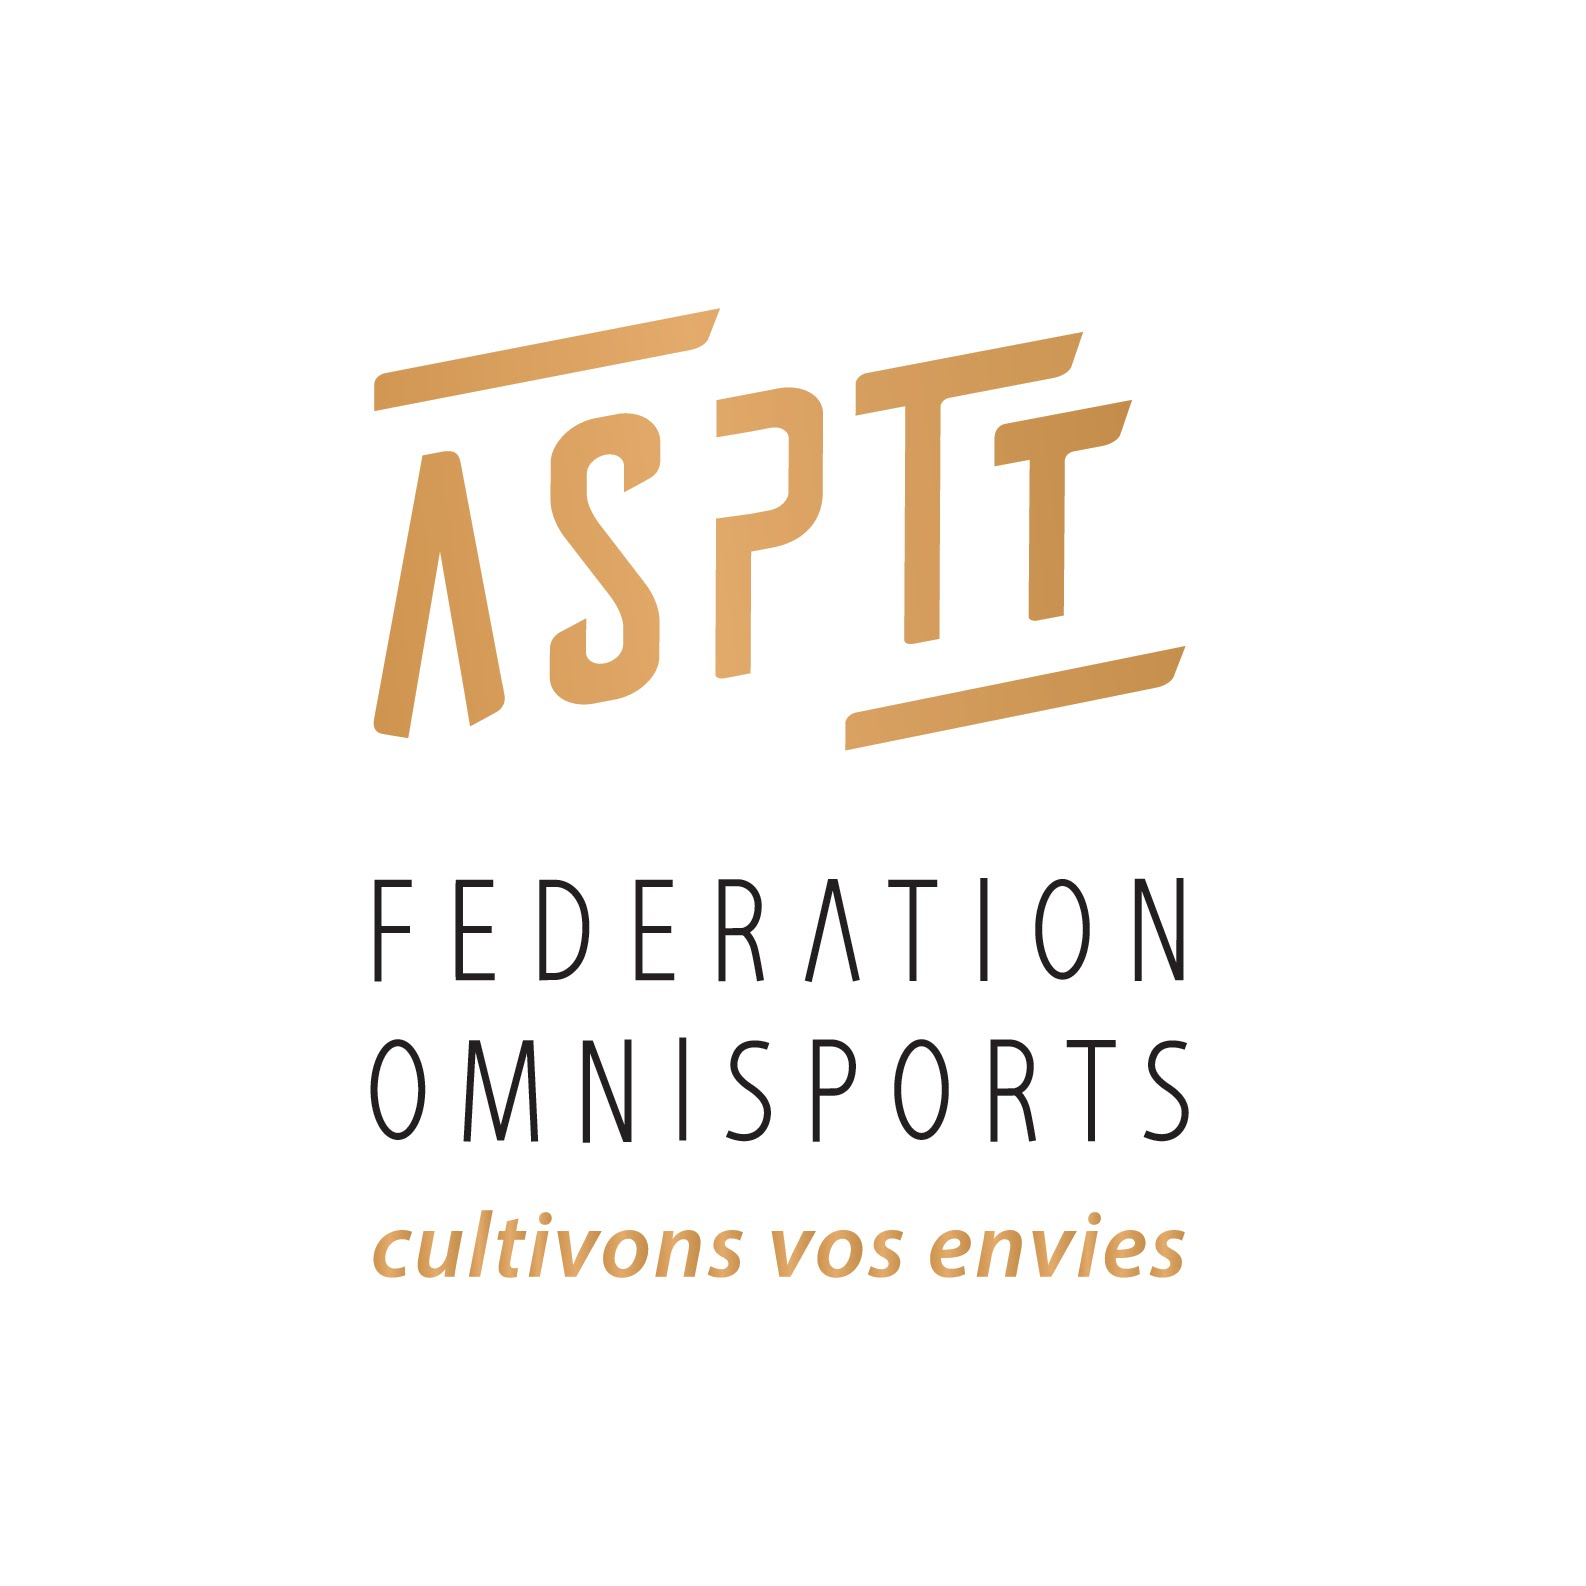 ASPTT
FEDERATION
OMNISPORTS
cultivons vos envies